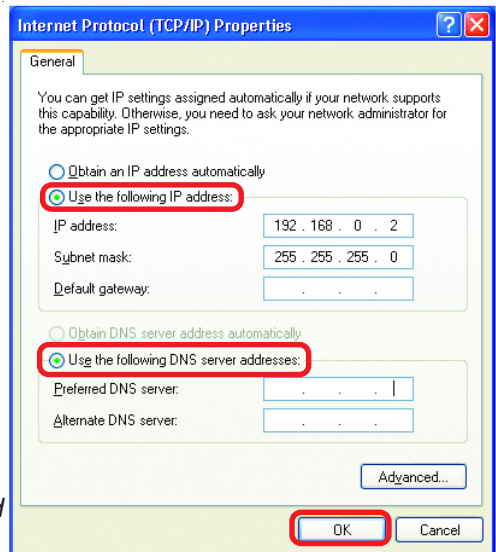 Internet Protocol (TCP/IP) Properties
General
You can get IP settings assigned automatically if your network supports
this capability. Otherwise, you need to ask your network administrator for
the appropriate IP settings.
Obtain an IP address automatically
Use the following IP address:
IP address: 192 . 168 . 0 . 2
Subnet mask: 255 . 255 . 255 . 0
Default gateway: . . .
Obtain DNS server address automatically
Use the following DNS server addresses:
Preferred DNS server: . . .
Alternate DNS server: . . .
Advanced...
OK Cancel